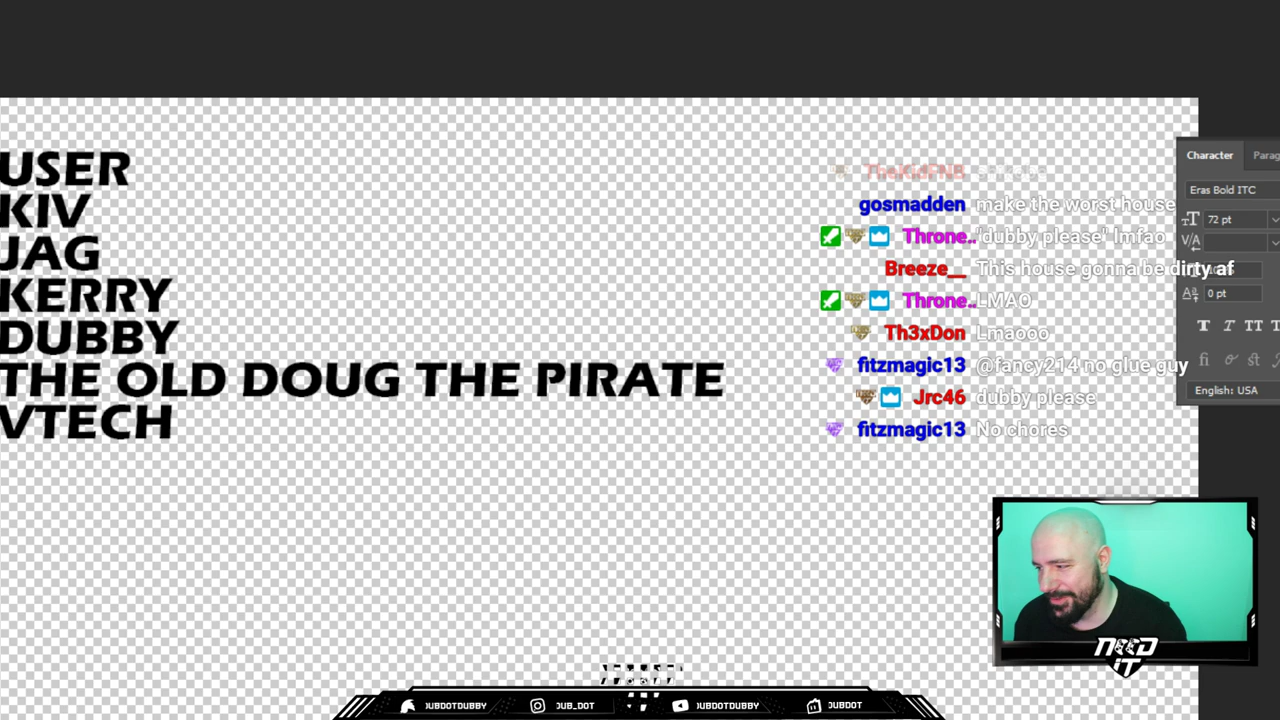 USER
KIV
JAG
KERRY
DUBBY
THE OLD DOUG THE PIRATE
VTECH
TheKidFNB
gosmadden make the worst house
Throne.. "dubby please" lmfao
Breeze__ This house gonna be dirty af
Throne.. LMAO
Th3xDon Lmaooo
fitzmagic13 @fancy214 no glue guy
Jrc46 dubby please
fitzmagic13 No chores
Character Parag
Eras Bold ITC
72 pt
0 pt
English: USA
NEED
iT
JUBDOTDUBBY JUB_DOT JUBDOTDUBBY JUBDOT